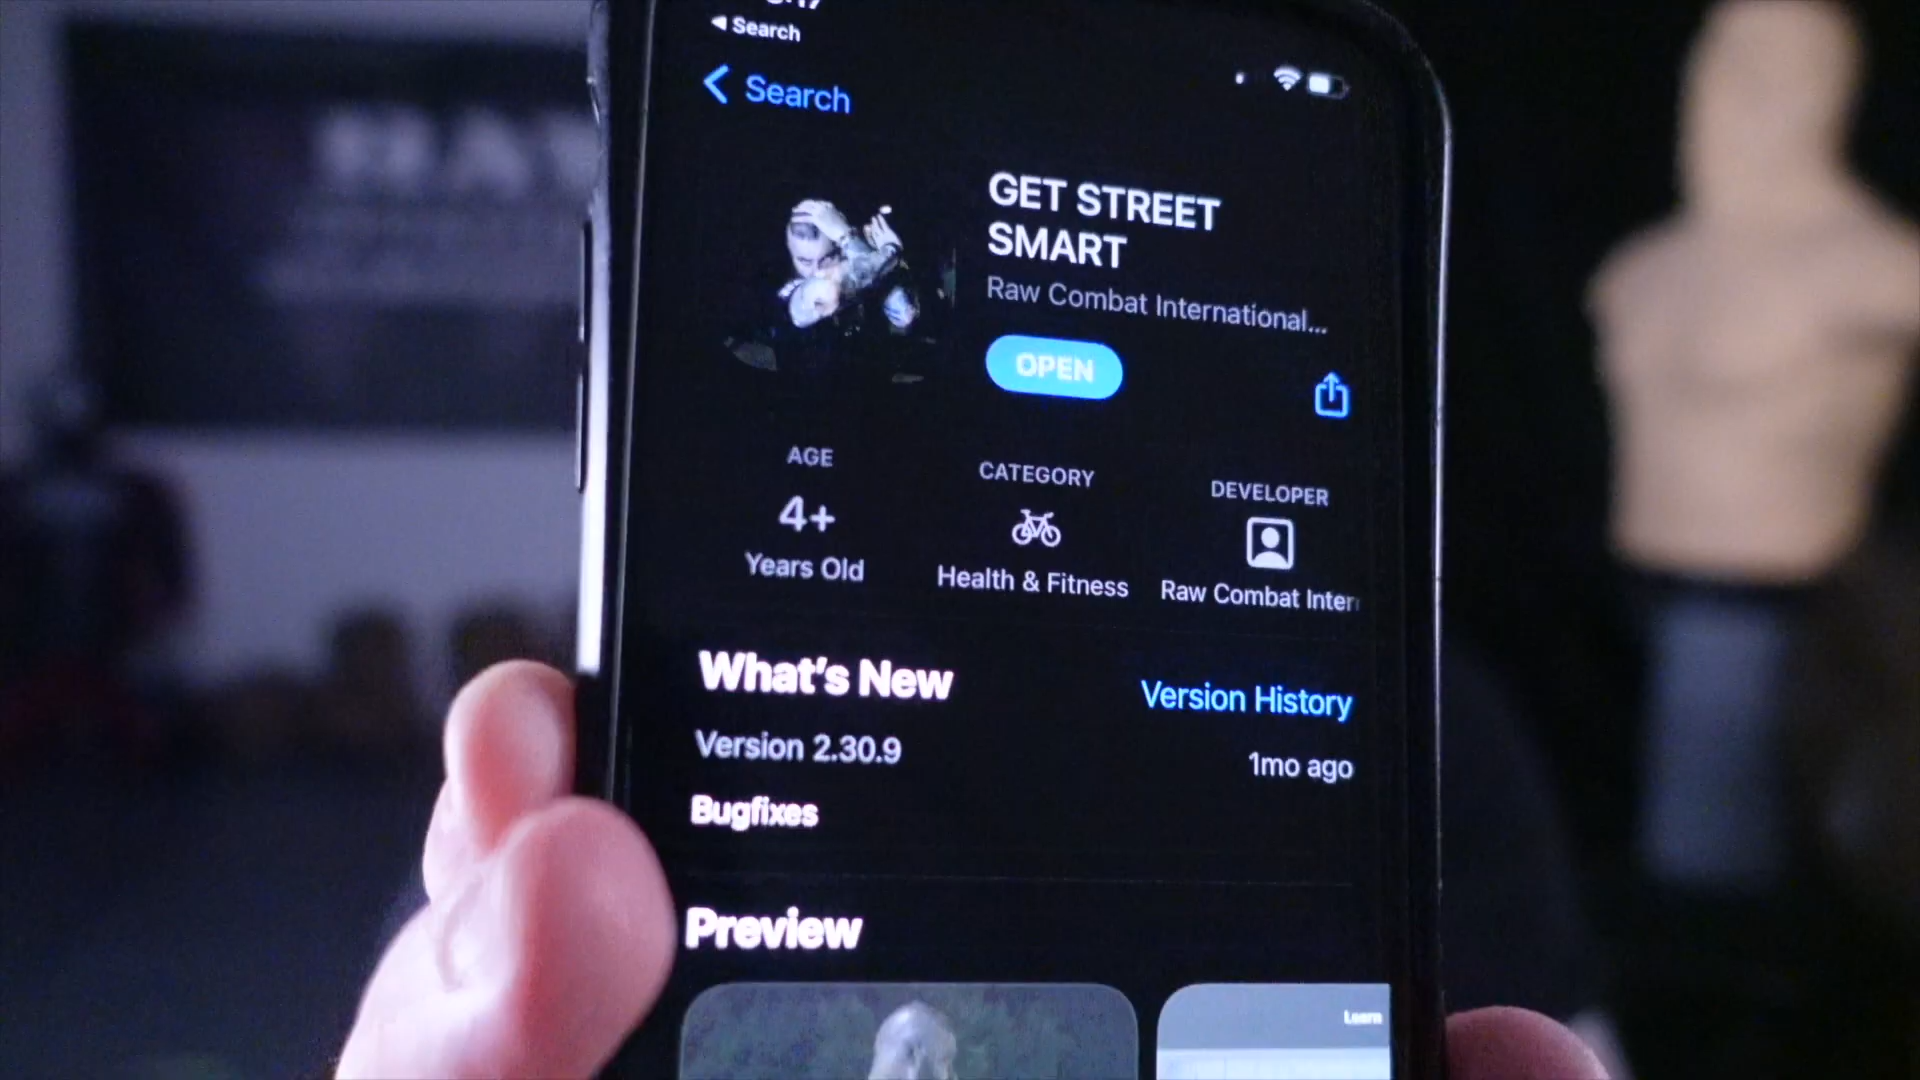 Search
Search
GET STREET
SMART
Raw Combat International...
OPEN
AGE
CATEGORY
DEVELOPER
4+
Years Old
Health & Fitness
Raw Combat Inter
What's New
Version History
Version 2.30.9
1mo ago
Bugfixes
Preview
Learn